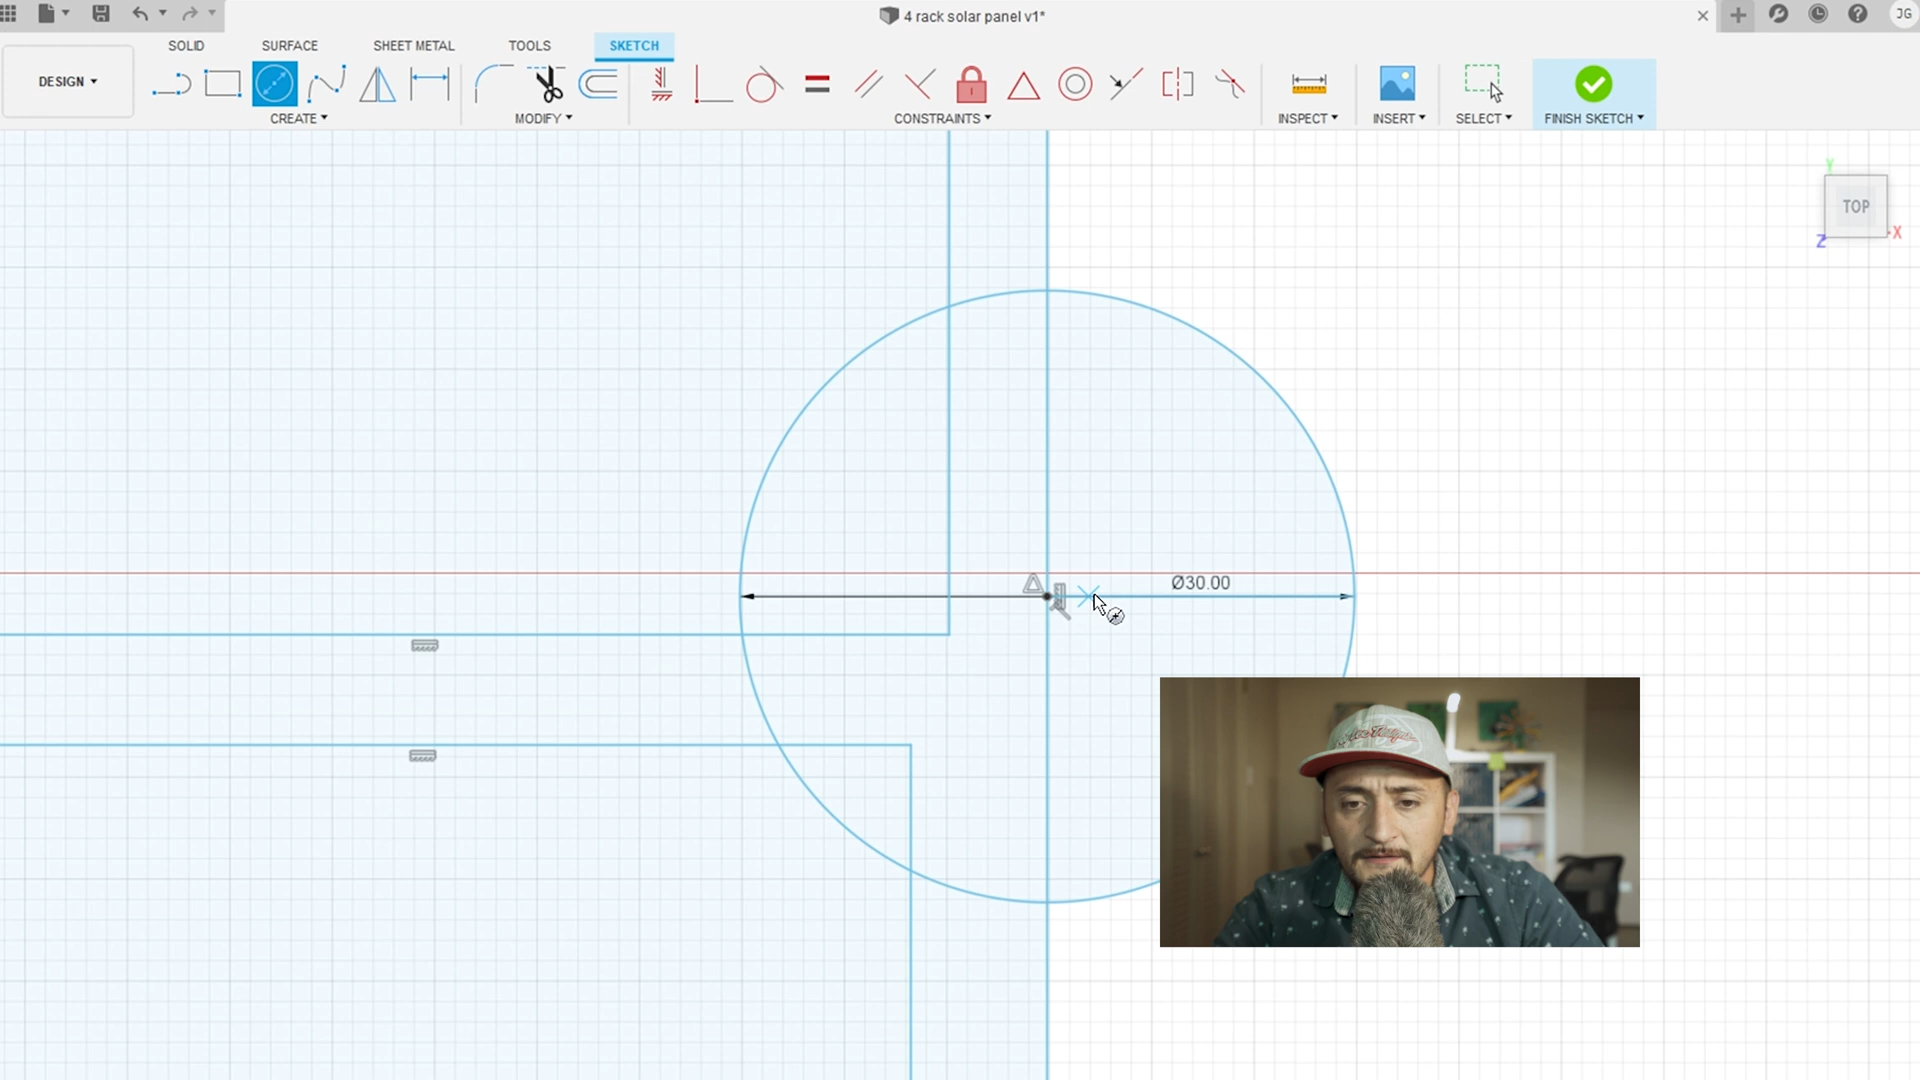 4 rack solar panel v1*
JG
SOLID
SURFACE
SHEET METAL
TOOLS
SKETCH
DESIGN
CREATE
MODIFY
CONSTRAINTS
INSPECT
INSERT
SELECT
FINISH SKETCH
Y
TOP
X
Z
Ø30.00